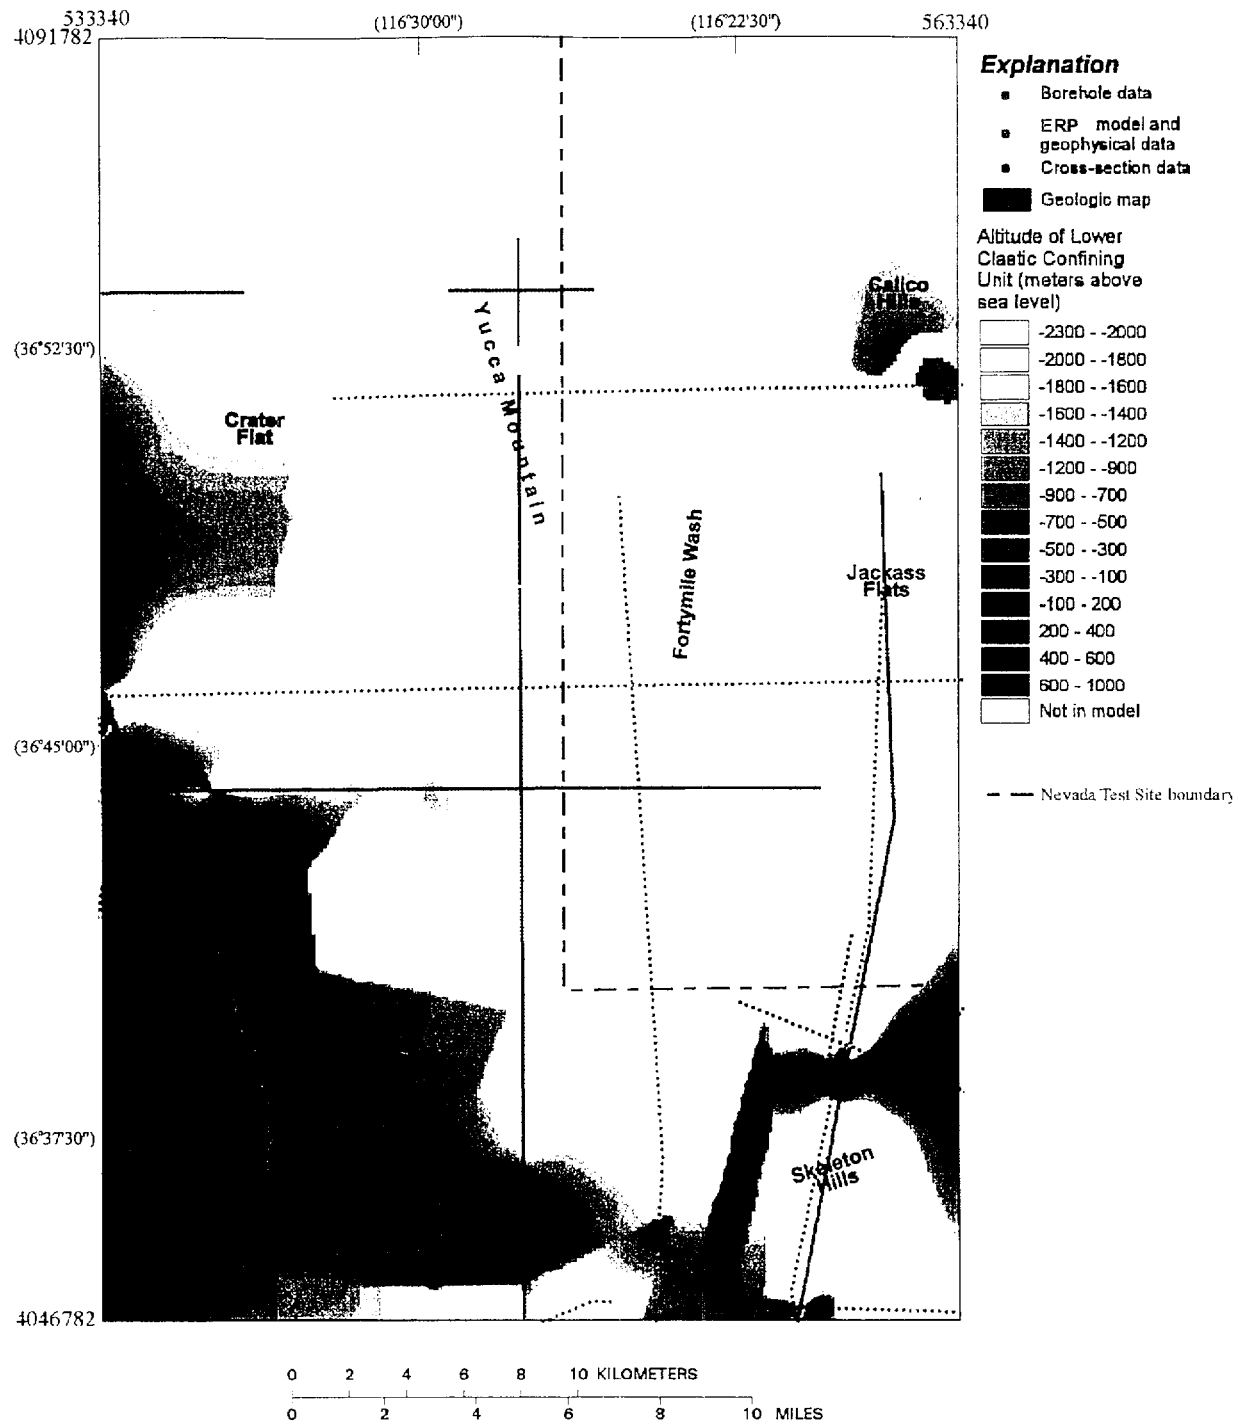 533340
(116°30'00")
(116°22'30")
563340
4091782
Explanation
Borehole data
ERP model and
geophysical data
Cross-section data
Geologic map
Altitude of Lower
Clastic Confining
Unit (meters above
sea level)
-2300 - -2000
-2000 - -1800
-1800 - -1600
-1600 - -1400
-1400 - -1200
-1200 - -900
-900 - -700
-700 - -500
-500 - -300
-300 - -100
-100 - 200
200 - 400
400 - 600
600 - 1000
Not in model
Nevada Test Site boundary
Calico
Hills
(36°52'30")
Yucca Mountain
Crater
Flat
Fortymile Wash
Jackass
Flats
(36°45'00")
(36°37'30")
Skeleton
Hills
4046782
0 2 4 6 8 10 KILOMETERS
0 2 4 6 8 10 MILES